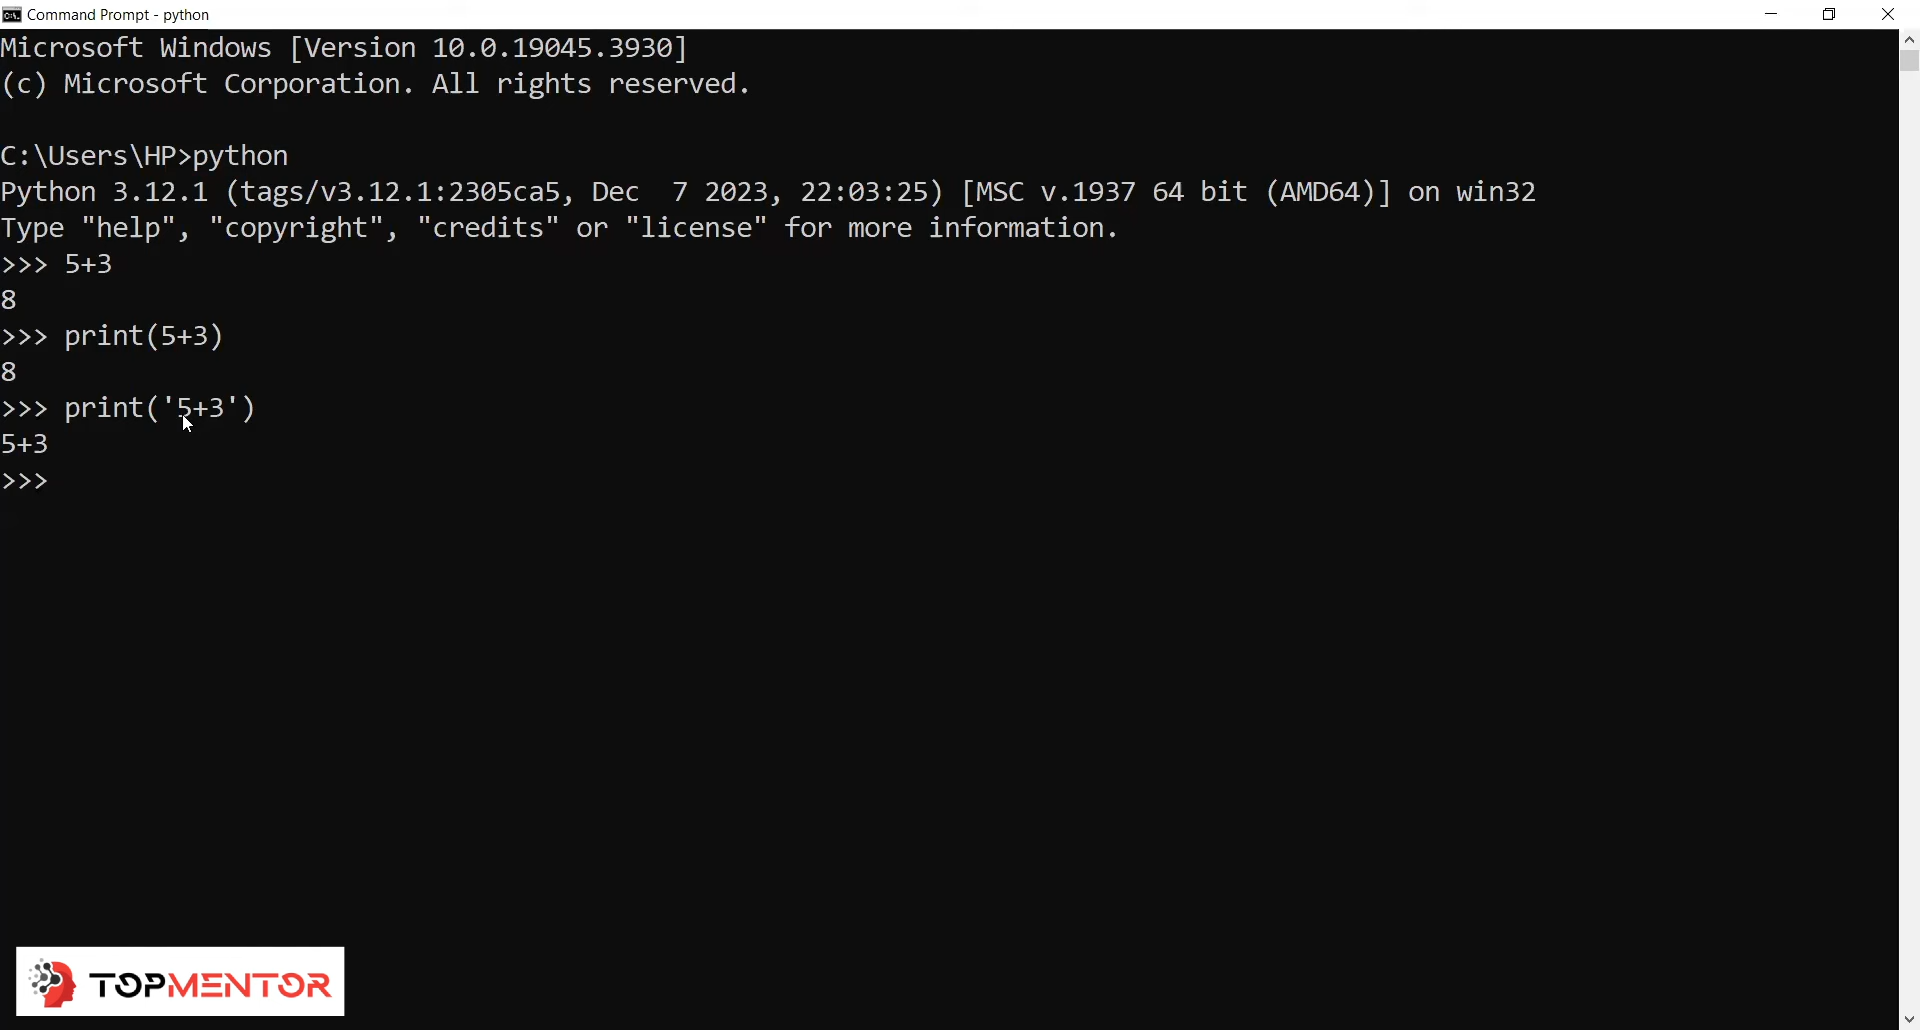 Command Prompt - python
Microsoft Windows [Version 10.0.19045.3930]
(c) Microsoft Corporation. All rights reserved.
C:\Users\HP>python
Python 3.12.1 (tags/v3.12.1:2305ca5, Dec  7 2023, 22:03:25) [MSC v.1937 64 bit (AMD64)] on win32
Type "help", "copyright", "credits" or "license" for more information.
>>> 5+3
8
>>> print(5+3)
8
>>> print('5+3')
5+3
>>>
TOPMENTOR